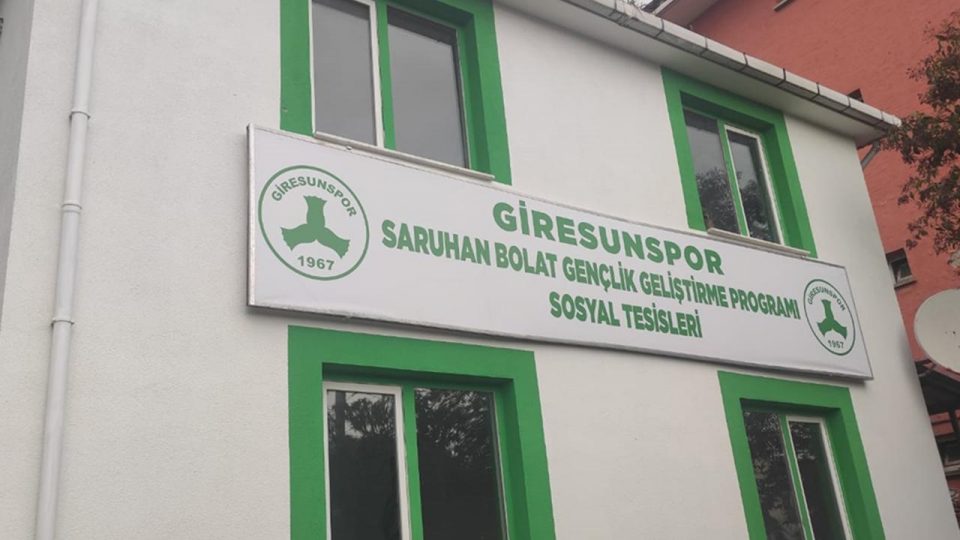 GİRESUNSPOR
1967
GİRESUNSPOR
SARUHAN BOLAT GENÇLİK GELİŞTİRME PROGRAMI
SOSYAL TESİSLERİ
GİRESUNSPOR
1967